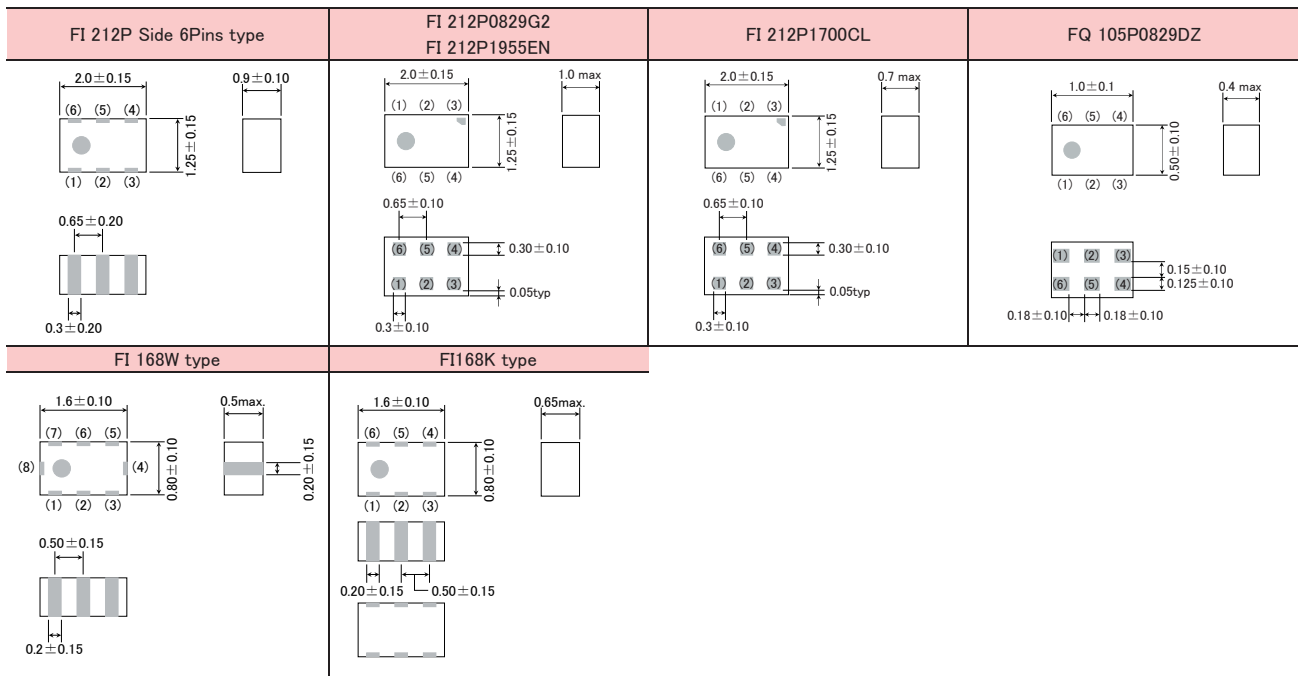 FI 212P Side 6Pins type
FI 212P0829G2
FI 212P1955EN
FI 212P1700CL
FQ 105P0829DZ
2.0±0.15
0.9±0.10
(6) (5) (4)
1.25±0.15
(1) (2) (3)
0.65±0.20
0.3±0.20
2.0±0.15
1.0 max
(1) (2) (3)
1.25±0.15
(6) (5) (4)
0.65±0.10
(6) (5) (4)
0.30±0.10
(1) (2) (3)
0.05typ
0.3±0.10
2.0±0.15
0.7 max
(1) (2) (3)
1.25±0.15
(6) (5) (4)
0.65±0.10
(6) (5) (4)
0.30±0.10
(1) (2) (3)
0.05typ
0.3±0.10
1.0±0.1
0.4 max
(6) (5) (4)
0.50±0.10
(1) (2) (3)
(1) (2) (3)
0.15±0.10
(6) (5) (4)
0.125±0.10
0.18±0.10 0.18±0.10
FI 168W type
FI168K type
1.6±0.10
0.5max.
(7) (6) (5)
(8) (4)
0.80±0.10
0.20±0.15
(1) (2) (3)
0.50±0.15
0.2±0.15
1.6±0.10
0.65max.
(6) (5) (4)
0.80±0.10
(1) (2) (3)
0.20±0.15 0.50±0.15